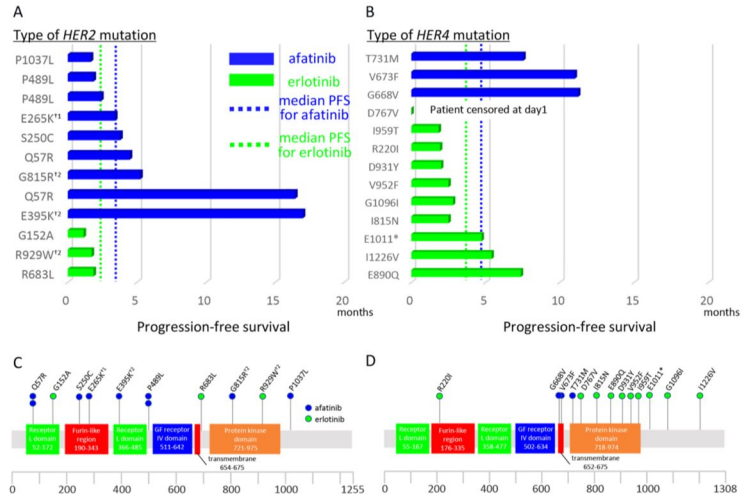 A
Type of HER2 mutation
P1037L
P489L
P489L
E265K†1
S250C
Q57R
G815R†2
Q57R
E395K†2
G152A
R929W†2
R683L
0 5 10 15 20
months
Progression-free survival
afatinib
erlotinib
median PFS
for afatinib
median PFS
for erlotinib
B
Type of HER4 mutation
T731M
V673F
G668V
D767V Patient censored at day1
I959T
R220I
D931Y
V952F
G1096I
I815N
E1011*
I1226V
E890Q
0 5 10 15 20
months
Progression-free survival
C
Q57R G152A S250C E265K*1 E395K*2 P489L R683L G815R*2 R929W*2 P1037L
afatinib
erlotinib
Receptor
L domain
52-172
Furin-like
region
190-343
Receptor
L domain
366-485
GF receptor
IV domain
511-642
Protein kinase
domain
721-975
transmembrane
654-675
0 200 400 600 800 1000 1255
D
R220I G668V V673F T731M D767V I815N E890Q D931Y V952F I959T E1011* G1096I I1226V
Receptor
L domain
55-167
Furin-like
region
176-335
Receptor
L domain
358-477
GF receptor
IV domain
502-634
Protein kinase
domain
718-974
transmembrane
652-675
0 200 400 600 800 1000 1308